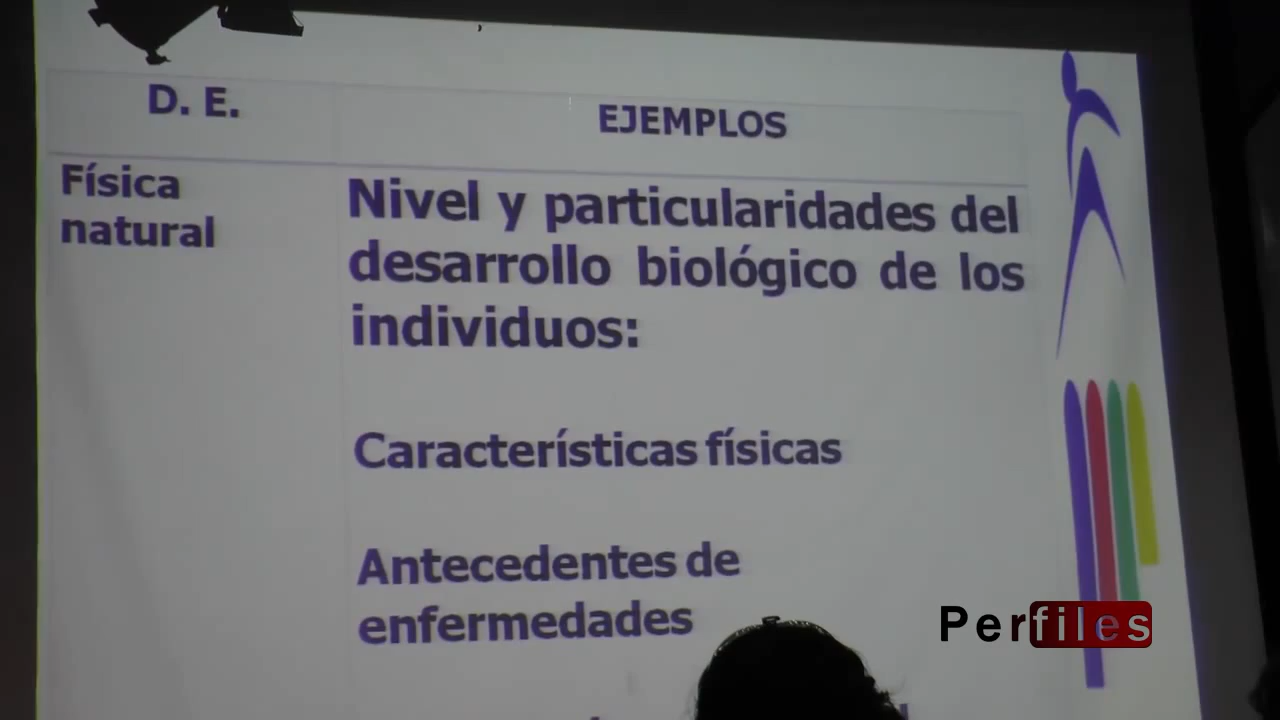 D. E.
EJEMPLOS
Física
natural
Nivel y particularidades del
desarrollo biológico de los
individuos:
Características físicas
Antecedentes de
enfermedades
Perfiles